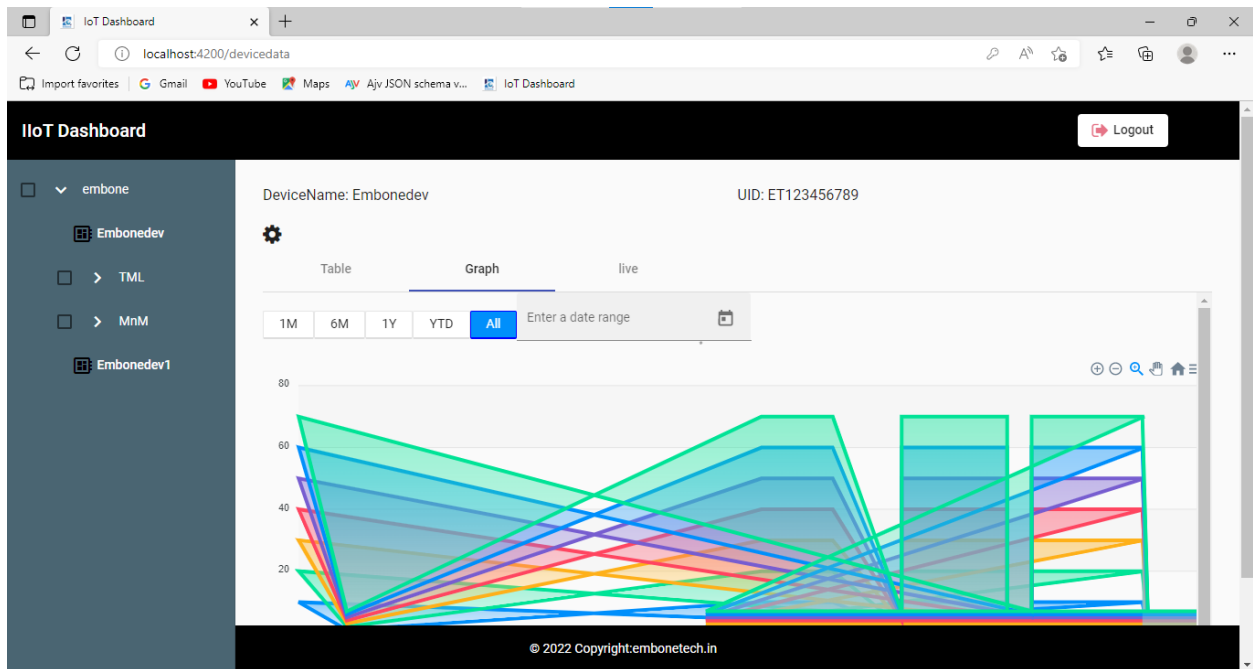 IoT Dashboard
localhost:4200/devicedata
Import favorites
Gmail
YouTube
Maps
Ajv JSON schema v...
IoT Dashboard
IIoT Dashboard
Logout
embone
Embonedev
TML
MnM
Embonedev1
DeviceName: Embonedev
UID: ET123456789
Table
Graph
live
1M
6M
1Y
YTD
All
Enter a date range
80
60
40
20
© 2022 Copyright:embonetech.in